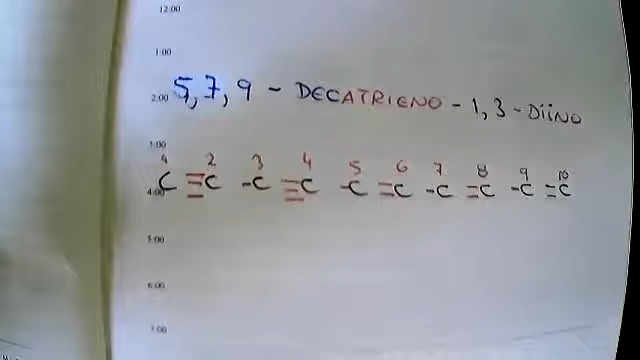 12:00
1:00
2:00 5,7,9 - DECATRIENO - 1,3 - DiiNO
3:00
1 2 3 4 5 6 7 8 9 10
4:00 C ≡C -C ≡C -C =C -C =C -C =C
5:00
6:00
7:00